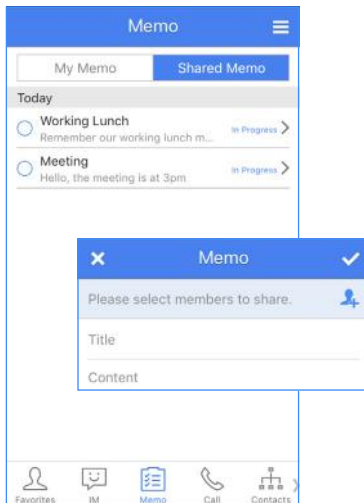 Memo
My Memo Shared Memo
Today
Working Lunch
Remember our working lunch m...
In Progress
Meeting
Hello, the meeting is at 3pm
In Progress
Memo
Please select members to share.
Title
Content
Favorites IM Memo Call Contacts